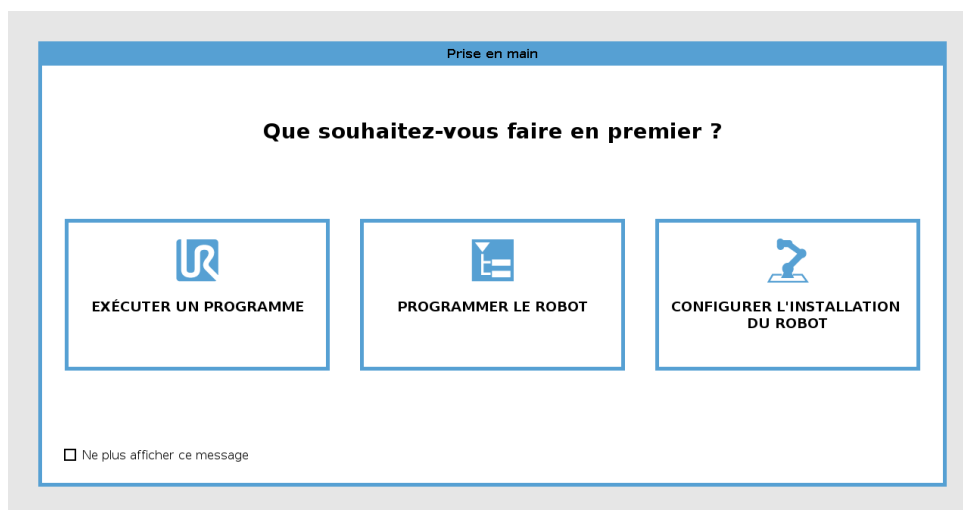 Prise en main
Que souhaitez-vous faire en premier ?
EXÉCUTER UN PROGRAMME
PROGRAMMER LE ROBOT
CONFIGURER L'INSTALLATION
DU ROBOT
Ne plus afficher ce message